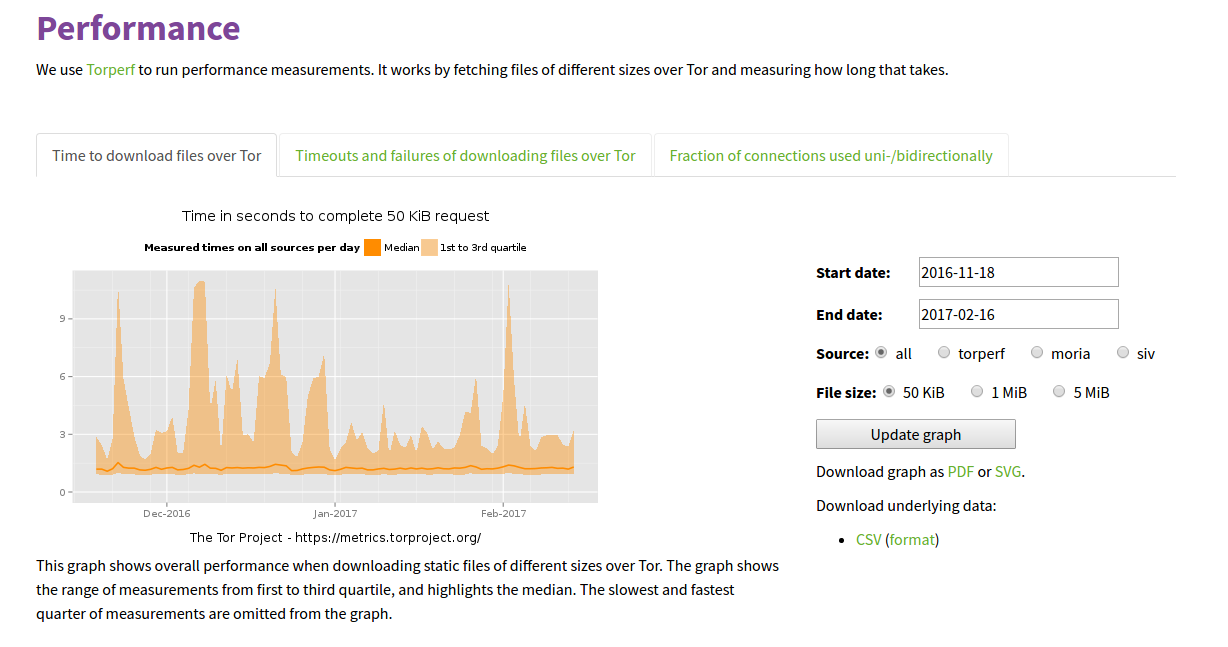 Performance
We use Torperf to run performance measurements. It works by fetching files of different sizes over Tor and measuring how long that takes.
Time to download files over Tor
Timeouts and failures of downloading files over Tor
Fraction of connections used uni-/bidirectionally
Time in seconds to complete 50 KiB request
Measured times on all sources per day Median 1st to 3rd quartile
9
6
3
0
Dec-2016 Jan-2017 Feb-2017
The Tor Project - https://metrics.torproject.org/
This graph shows overall performance when downloading static files of different sizes over Tor. The graph shows
the range of measurements from first to third quartile, and highlights the median. The slowest and fastest
quarter of measurements are omitted from the graph.
Start date: 2016-11-18
End date: 2017-02-16
Source: all torperf moria siv
File size: 50 KiB 1 MiB 5 MiB
Update graph
Download graph as PDF or SVG.
Download underlying data:
• CSV (format)